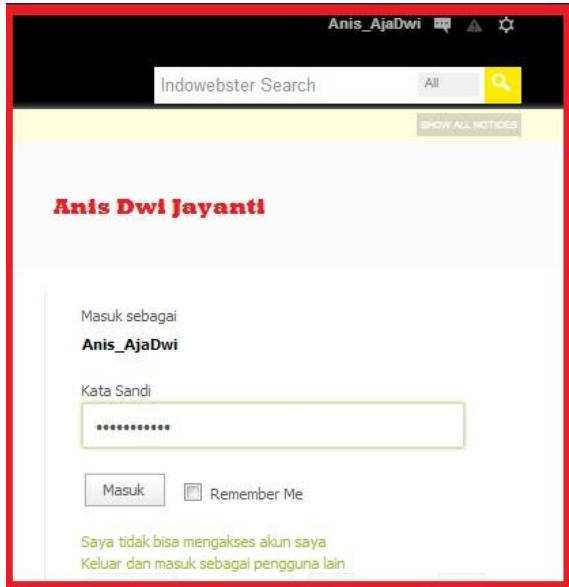 Anis_AjaDwi
Indowebster Search All
SHOW ALL NOTICES
Anis Dwi Jayanti
Masuk sebagai
Anis_AjaDwi
Kata Sandi
•••••••••••
Masuk Remember Me
Saya tidak bisa mengakses akun saya
Keluar dan masuk sebagai pengguna lain